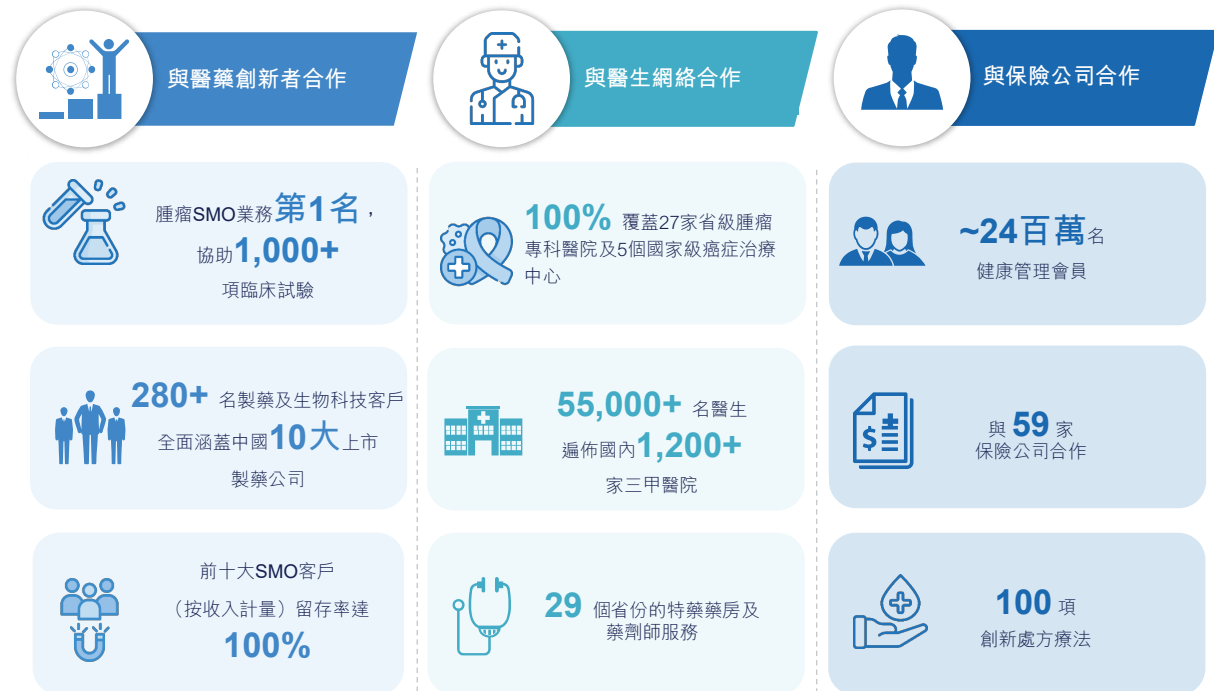 與醫藥創新者合作
腫瘤SMO業務第1名，
協助1,000+
項臨床試驗
280+ 名製藥及生物科技客戶
全面涵蓋中國10大上市
製藥公司
前十大SMO客戶
（按收入計量）留存率達
100%
與醫生網絡合作
100% 覆蓋27家省級腫瘤
專科醫院及5個國家級癌症治療
中心
55,000+ 名醫生
遍佈國內1,200+
家三甲醫院
29 個省份的特藥藥房及
藥劑師服務
與保險公司合作
~24百萬名
健康管理會員
與 59 家
保險公司合作
100 項
創新處方療法